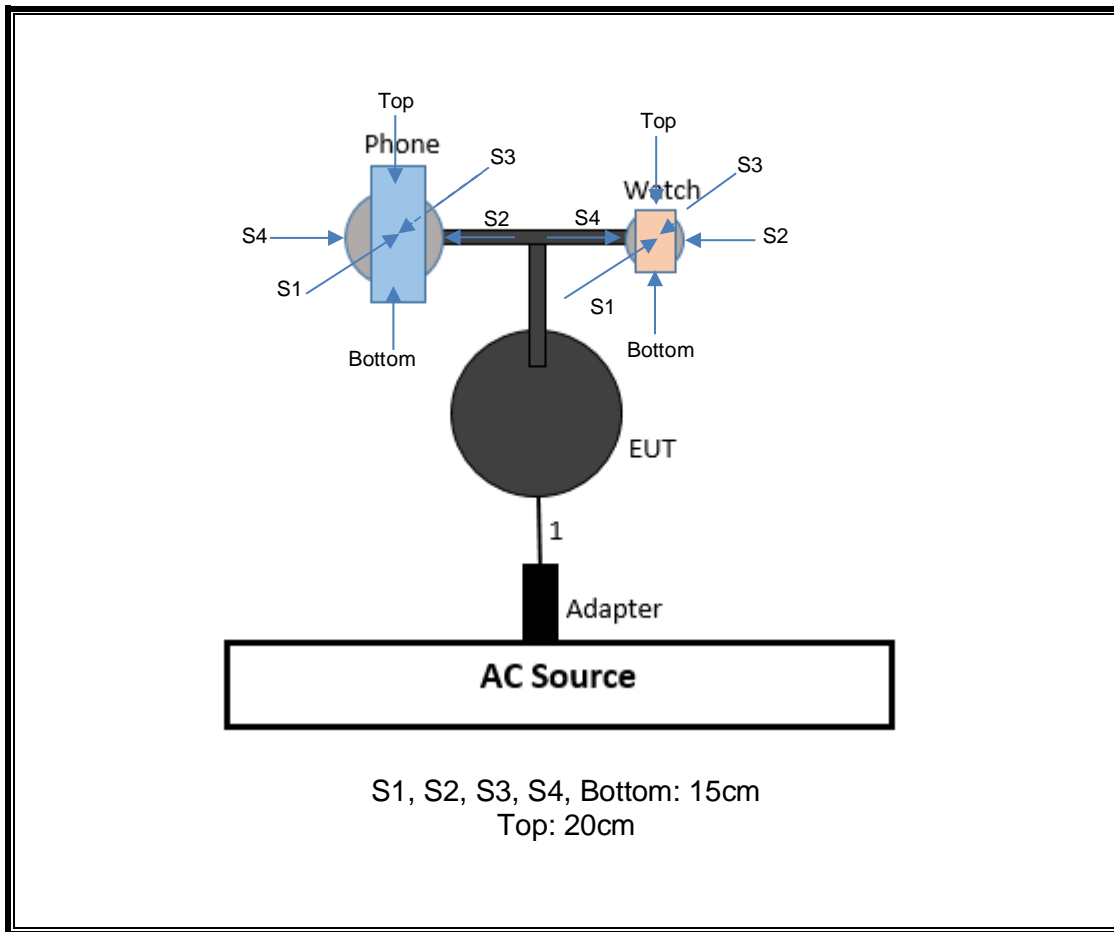 Top
Phone
S3
S4
S2
S1
Bottom
Top
Watch
S3
S4
S2
S1
Bottom
EUT
1
Adapter
AC Source
S1, S2, S3, S4, Bottom: 15cm
Top: 20cm